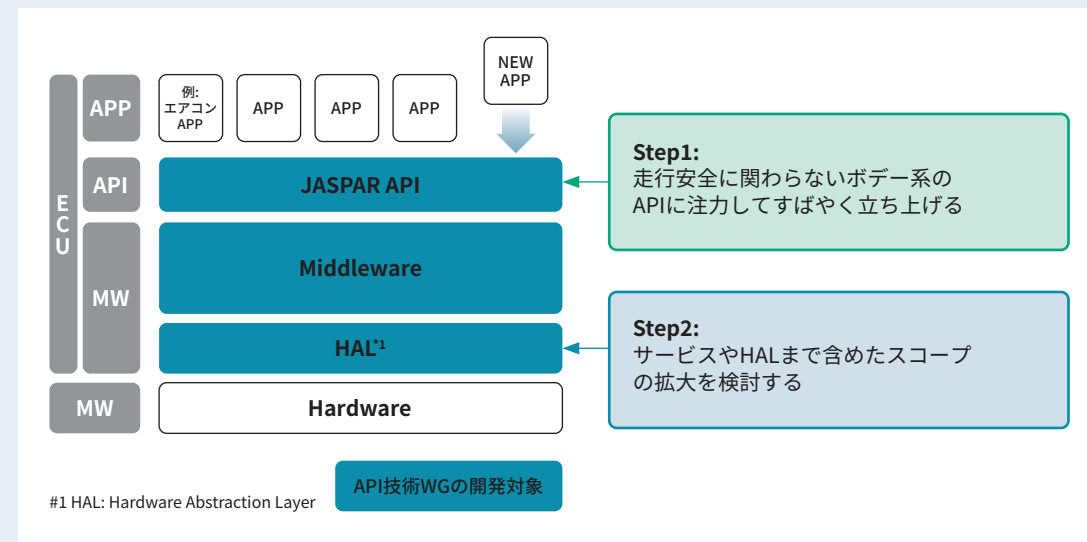 NEW
APP
例:
エアコン
APP
APP
APP
APP
APP
ECU
API
JASPAR API
MW
Middleware
HAL*1
MW
Hardware
Step1:
走行安全に関わらないボデー系の
APIに注力してすばやく立ち上げる
Step2:
サービスやHALまで含めたスコープ
の拡大を検討する
#1 HAL: Hardware Abstraction Layer
API技術WGの開発対象